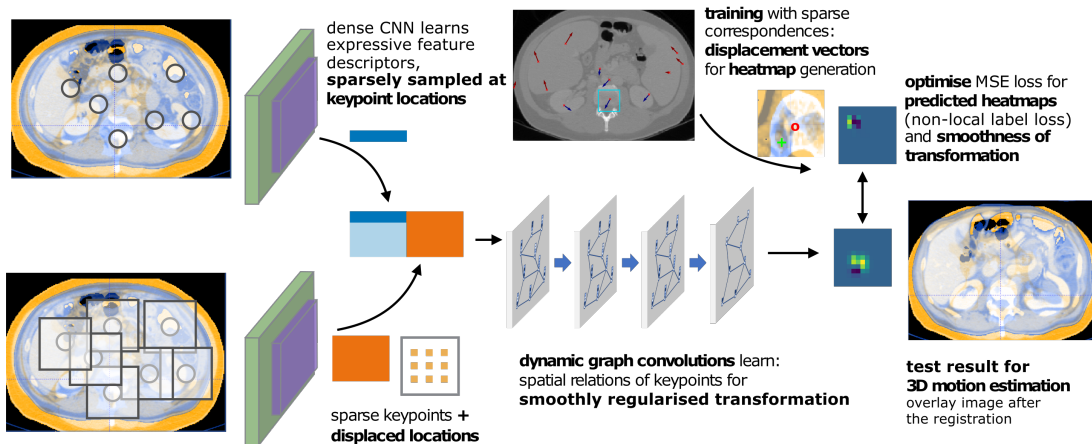 dense CNN learns
expressive feature
descriptors,
sparsely sampled at
keypoint locations
training with sparse
correspondences:
displacement vectors
for heatmap generation
optimise MSE loss for
predicted heatmaps
(non-local label loss)
and smoothness of
transformation
sparse keypoints +
displaced locations
dynamic graph convolutions learn:
spatial relations of keypoints for
smoothly regularised transformation
test result for
3D motion estimation
overlay image after
the registration